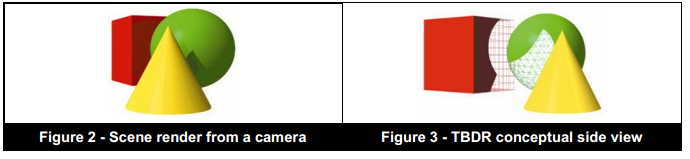 Figure 2 - Scene render from a camera
Figure 3 - TBDR conceptual side view